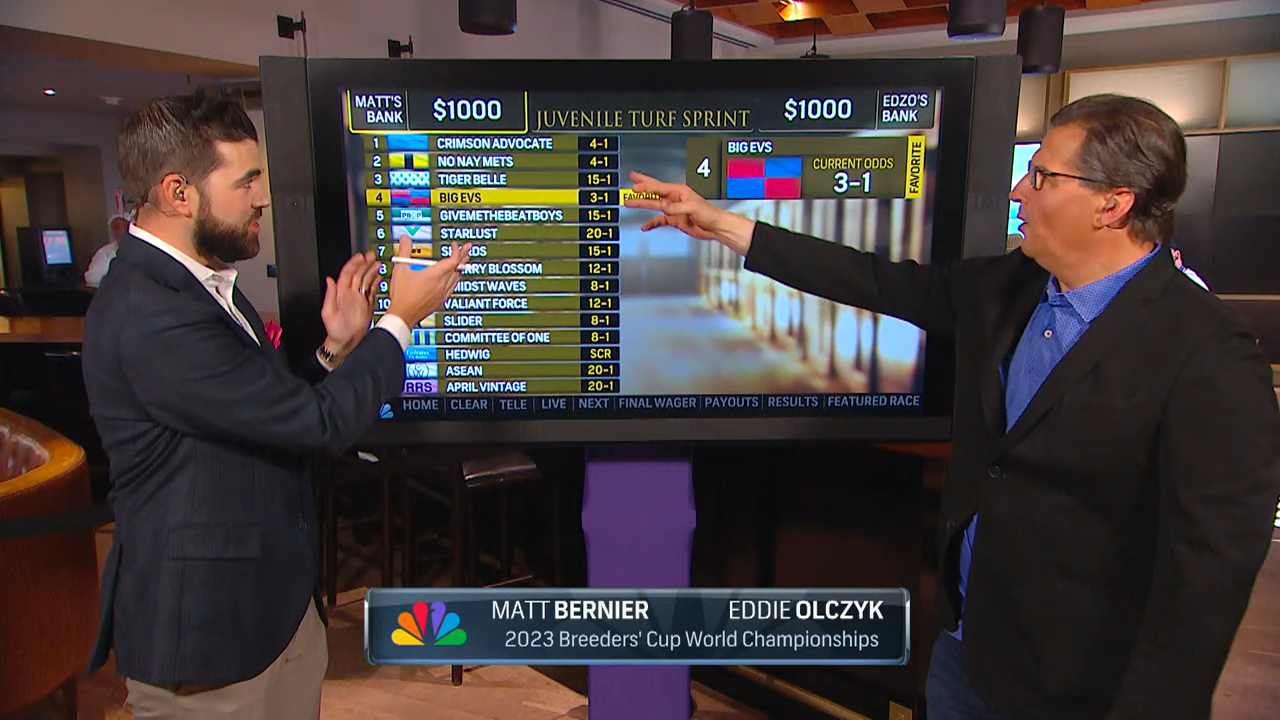 MATT'S BANK $1000 JUVENILE TURF SPRINT $1000 EDZO'S BANK
1 CRIMSON ADVOCATE 4-1
2 NO NAY METS 4-1
3 TIGER BELLE 15-1
4 BIG EVS 3-1
5 GIVEMETHEBEATBOYS 15-1
6 STARLUST 20-1
7 15-1
12-1
8-1
10 VALIANT FORCE 12-1
SLIDER 8-1
COMMITTEE OF ONE 8-1
HEDWIG SCR
ASEAN 20-1
RRS APRIL VINTAGE 20-1
4 BIG EVS
CURRENT ODDS
3-1
FAVORITE
HOME | CLEAR | TELE | LIVE | NEXT | FINAL WAGER | PAYOUTS | RESULTS | FEATURED RACE
MATT BERNIER EDDIE OLCZYK
2023 Breeders' Cup World Championships